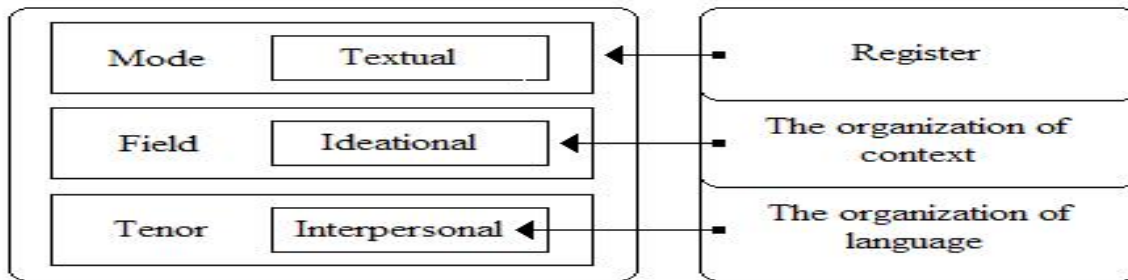 Mode Textual Register
Field Ideational The organization of
context
Tenor Interpersonal The organization of
language